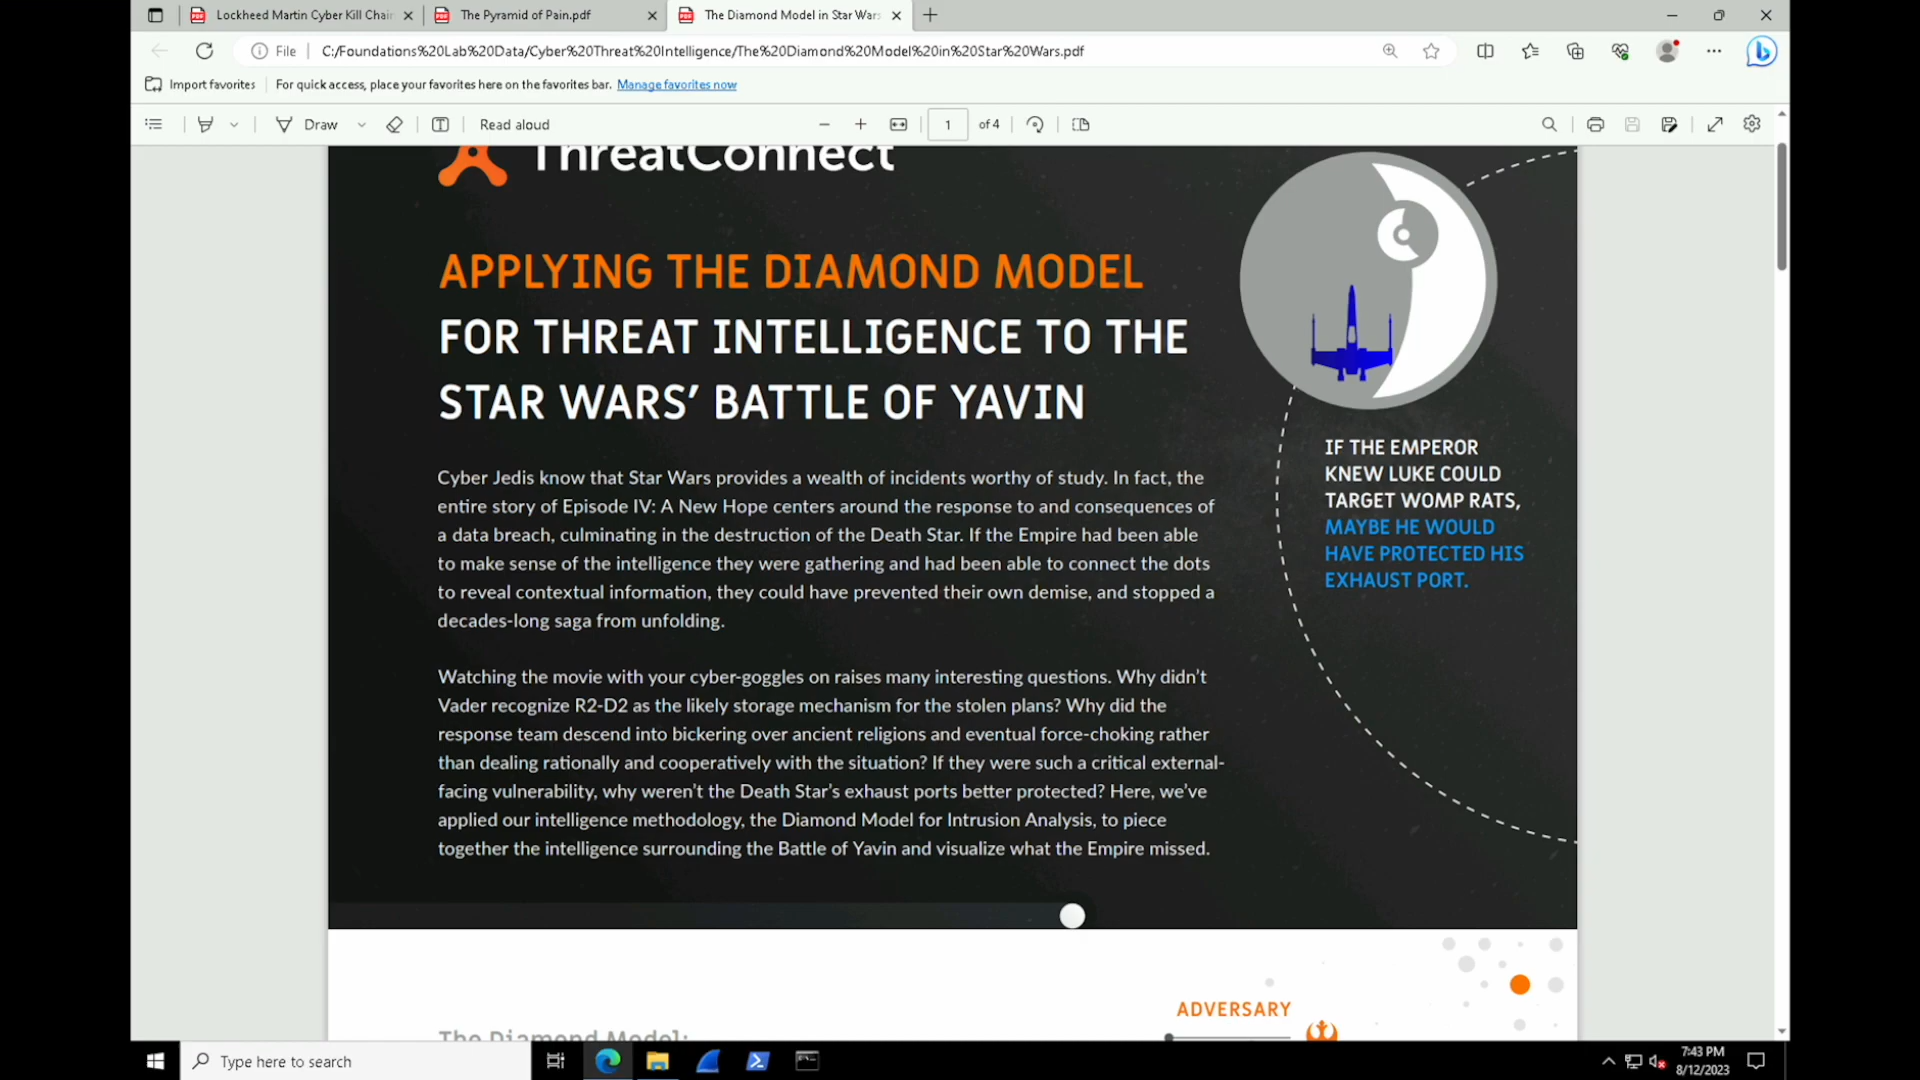 Lockheed Martin Cyber Kill Chain
The Pyramid of Pain.pdf
The Diamond Model in Star Wars
File
C:/Foundations%20Lab%20Data/Cyber%20Threat%20Intelligence/The%20Diamond%20Model%20in%20Star%20Wars.pdf
Import favorites
For quick access, place your favorites here on the favorites bar. Manage favorites now
Draw
Read aloud
1
of 4
ThreatConnect
APPLYING THE DIAMOND MODEL
FOR THREAT INTELLIGENCE TO THE
STAR WARS’ BATTLE OF YAVIN
Cyber Jedis know that Star Wars provides a wealth of incidents worthy of study. In fact, the
entire story of Episode IV: A New Hope centers around the response to and consequences of
a data breach, culminating in the destruction of the Death Star. If the Empire had been able
to make sense of the intelligence they were gathering and had been able to connect the dots
to reveal contextual information, they could have prevented their own demise, and stopped a
decades-long saga from unfolding.
Watching the movie with your cyber-goggles on raises many interesting questions. Why didn’t
Vader recognize R2-D2 as the likely storage mechanism for the stolen plans? Why did the
response team descend into bickering over ancient religions and eventual force-choking rather
than dealing rationally and cooperatively with the situation? If they were such a critical external-
facing vulnerability, why weren’t the Death Star’s exhaust ports better protected? Here, we’ve
applied our intelligence methodology, the Diamond Model for Intrusion Analysis, to piece
together the intelligence surrounding the Battle of Yavin and visualize what the Empire missed.
IF THE EMPEROR
KNEW LUKE COULD
TARGET WOMP RATS,
MAYBE HE WOULD
HAVE PROTECTED HIS
EXHAUST PORT.
ADVERSARY
The Diamond Model:
Type here to search
7:43 PM
8/12/2023